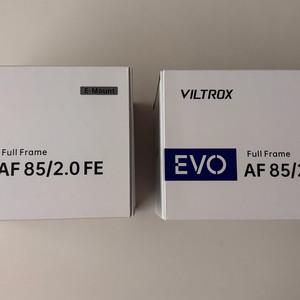 E-Mount
Full Frame
AF 85/2.0 FE
VILTROX
EVO
Full Frame
AF 85/2